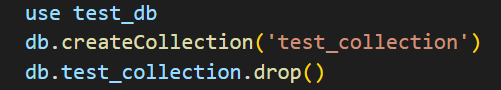 use test_db
db.createCollection('test_collection')
db.test_collection.drop()